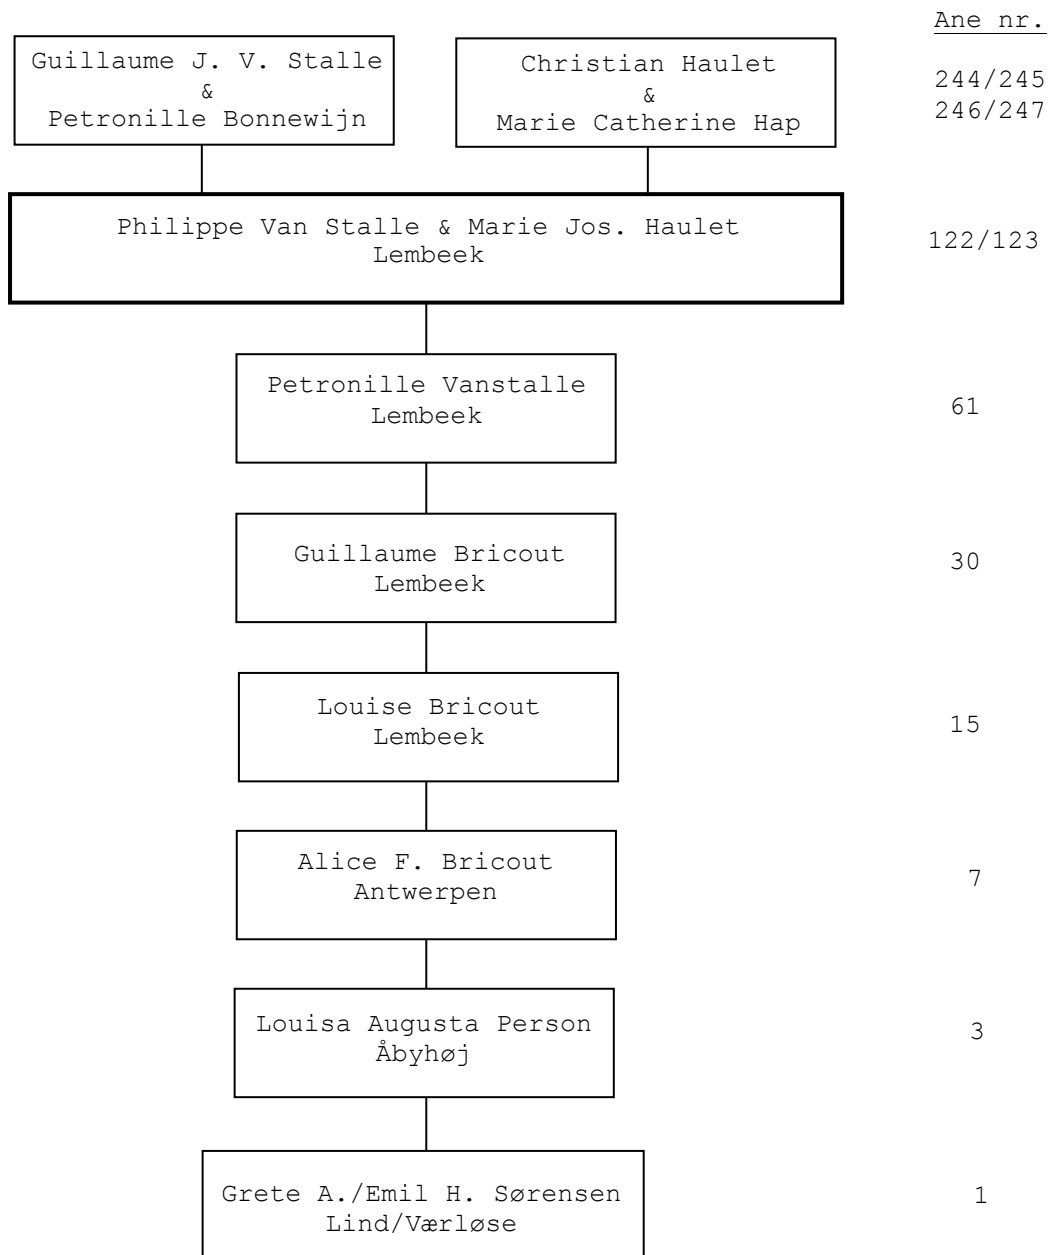 Ane nr.
Guillaume J. V. Stalle
&
Petronille Bonnewijn
Christian Haulet
&
Marie Catherine Hap
244/245
246/247
Philippe Van Stalle & Marie Jos. Haulet
Lembeek
122/123
Petronille Vanstalle
Lembeek
61
Guillaume Bricout
Lembeek
30
Louise Bricout
Lembeek
15
Alice F. Bricout
Antwerpen
7
Louisa Augusta Person
Åbyhøj
3
Grete A./Emil H. Sørensen
Lind/Værløse
1